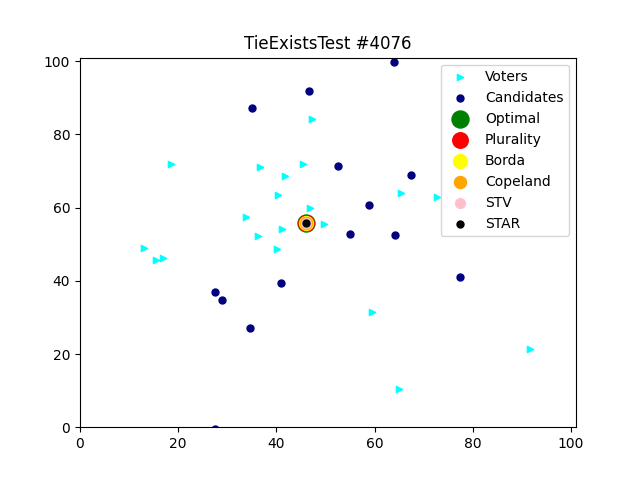 TieExistsTest #4076
100
80
60
40
20
0
0 20 40 60 80 100
Voters
Candidates
Optimal
Plurality
Borda
Copeland
STV
STAR